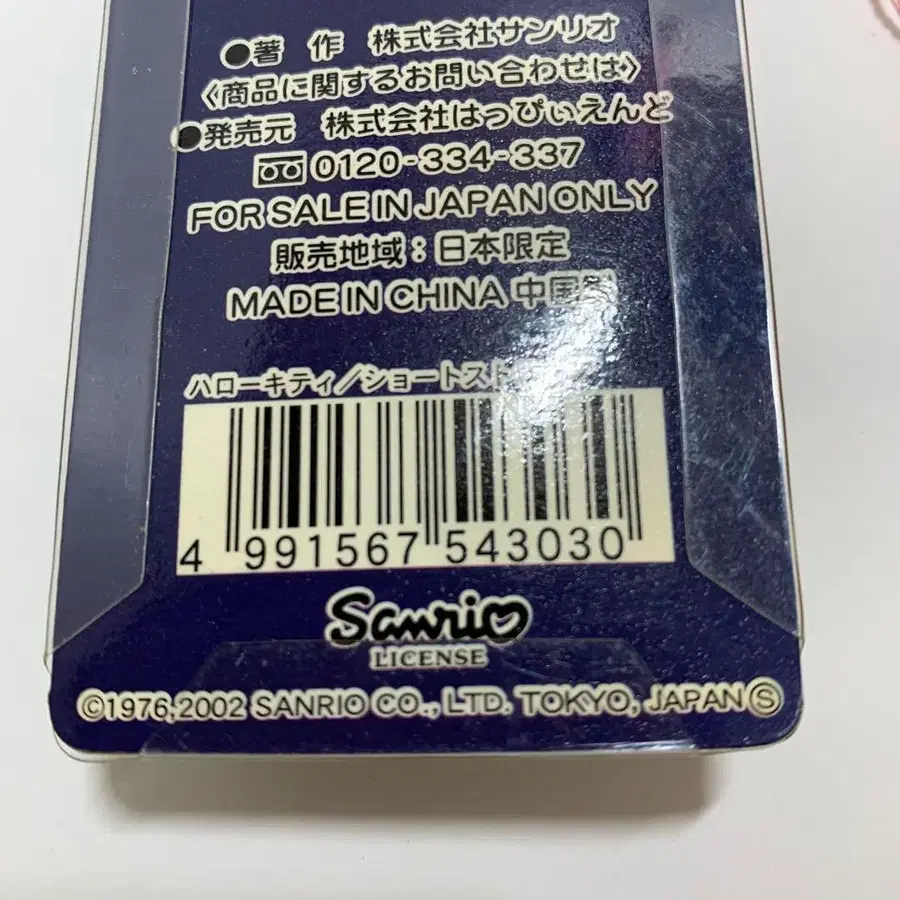 ●著 作 株式会社サンリオ
〈商品に関するお問い合わせは〉
●発売元 株式会社はっぴぃえんど
0120-334-337
FOR SALE IN JAPAN ONLY
販売地域：日本限定
MADE IN CHINA 中国製
ハローキティ／ショートスト
4 991567 543030
Sanrio
LICENSE
©1976,2002 SANRIO CO., LTD. TOKYO, JAPAN Ⓢ